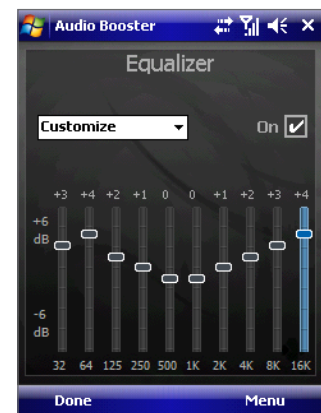 Audio Booster
Equalizer
Customize On
+3 +4 +2 +1 0 0 +1 +2 +3 +4
+6
dB
-6
dB
32 64 125 250 500 1K 2K 4K 8K 16K
Done Menu